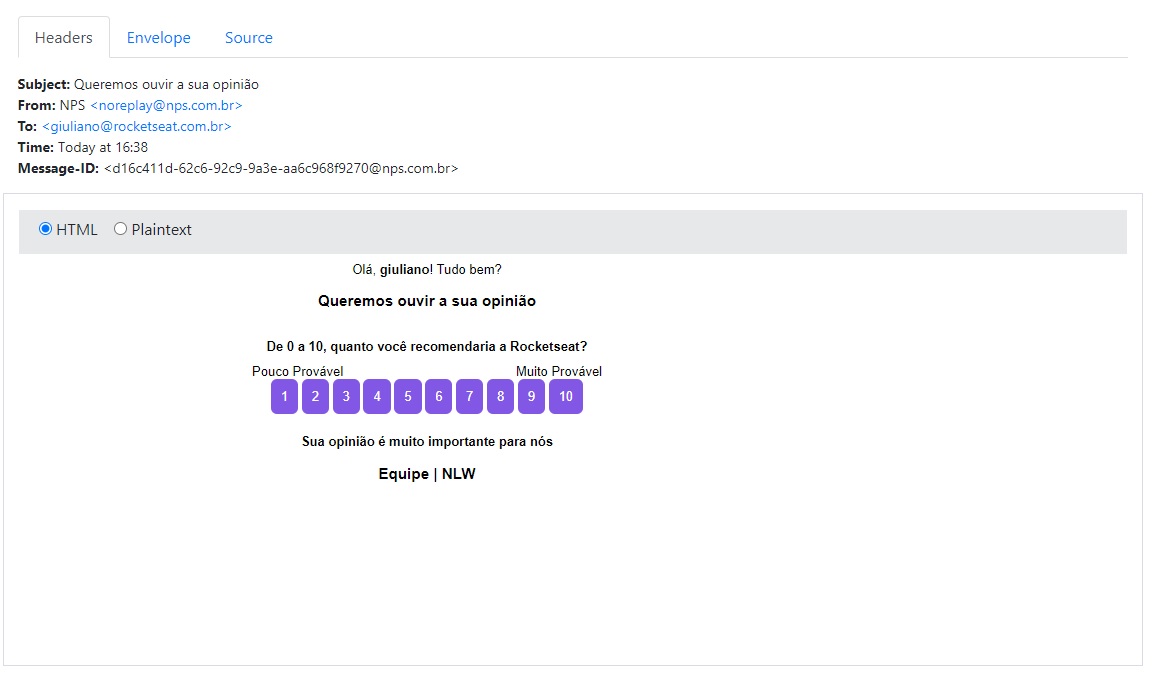 Headers Envelope Source
Subject: Queremos ouvir a sua opinião
From: NPS <noreplay@nps.com.br>
To: <giuliano@rocketseat.com.br>
Time: Today at 16:38
Message-ID: <d16c411d-62c6-92c9-9a3e-aa6c968f9270@nps.com.br>
HTML Plaintext
Olá, giuliano! Tudo bem?
Queremos ouvir a sua opinião
De 0 a 10, quanto você recomendaria a Rocketseat?
Pouco Provável Muito Provável
1 2 3 4 5 6 7 8 9 10
Sua opinião é muito importante para nós
Equipe | NLW